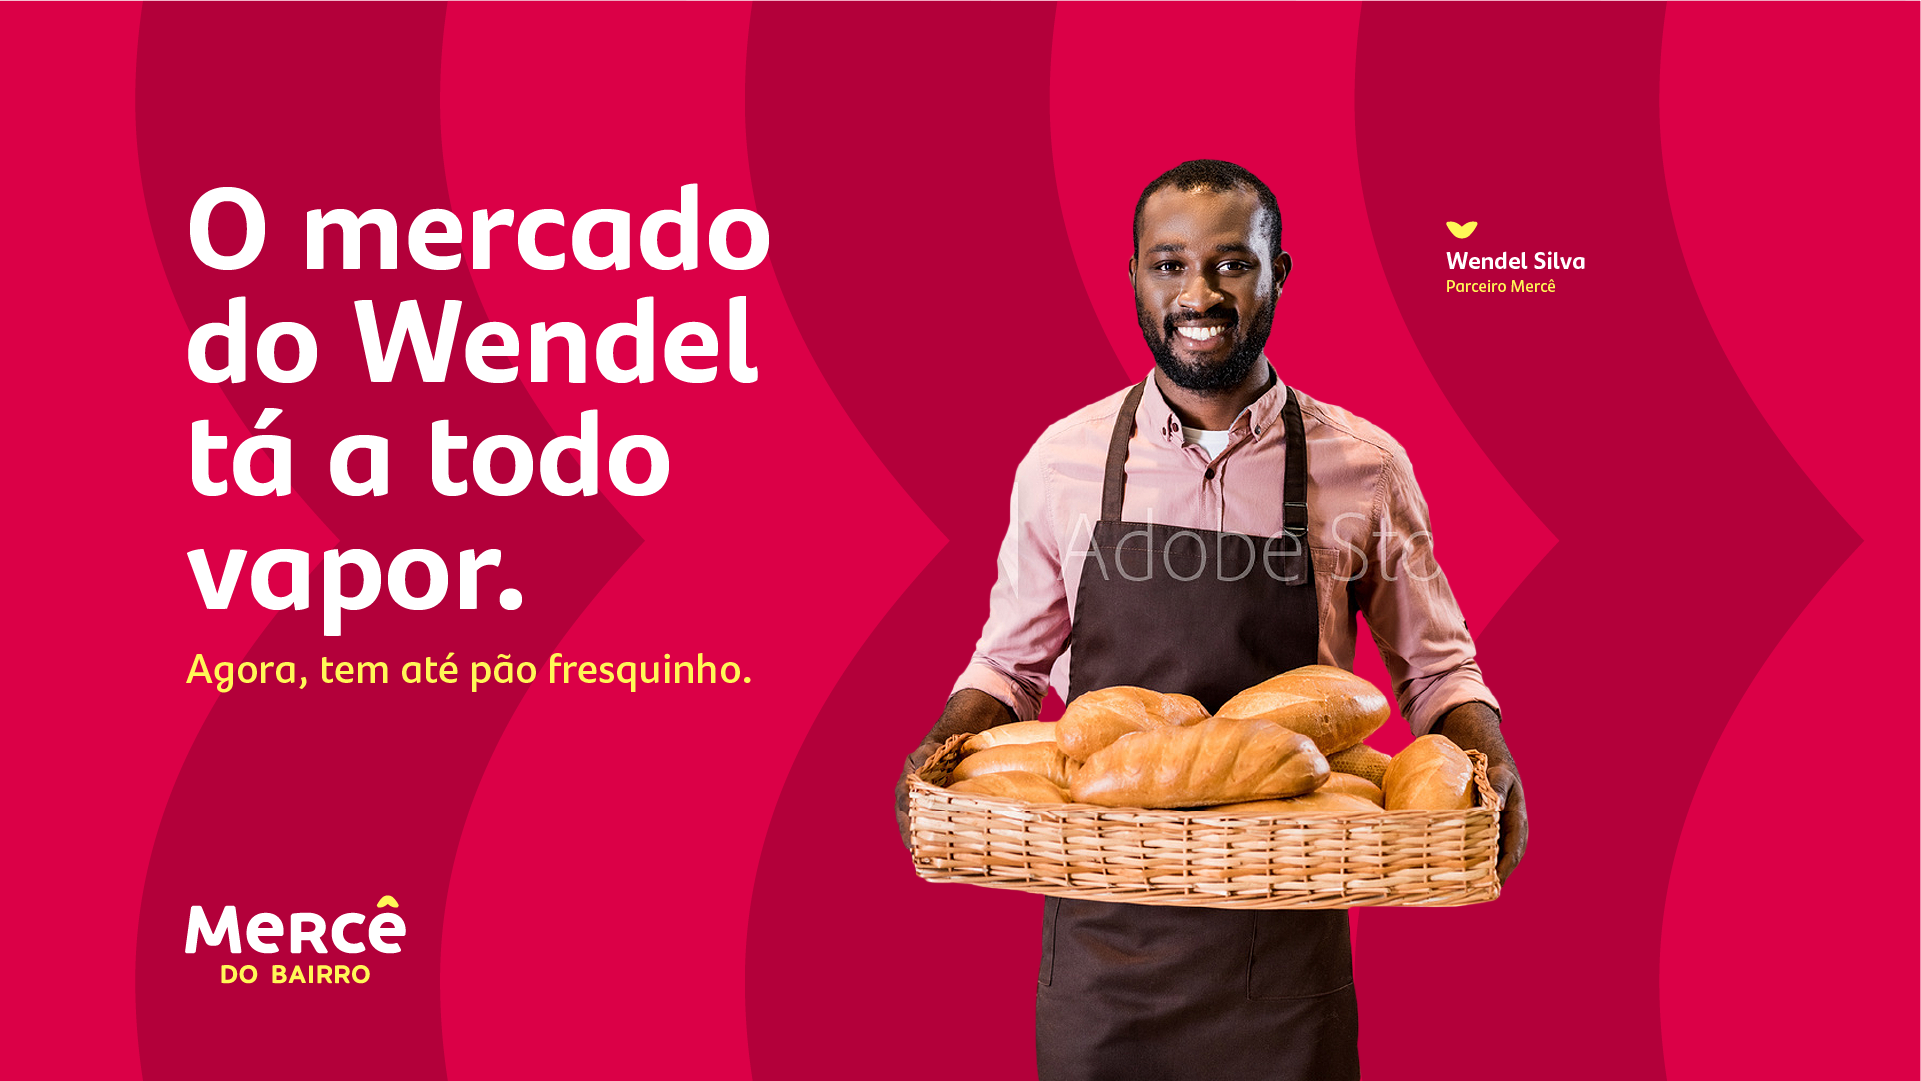 O mercado
do Wendel
tá a todo
vapor.
Agora, tem até pão fresquinho.
Wendel Silva
Parceiro Mercê
Adobe Sto
Mercê
DO BAIRRO